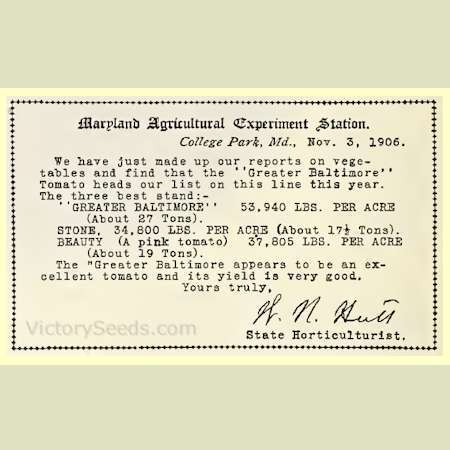 Maryland Agricultural Experiment Station.
College Park, Md., Nov. 3, 1906.
We have just made up our reports on vege-
tables and find that the ''Greater Baltimore''
Tomato heads our list on this line this year.
The three best stand:-
''GREATER BALTIMORE'' 53,940 LBS. PER ACRE
(About 27 Tons).
STONE, 34,800 LBS. PER ACRE (About 17½ Tons).
BEAUTY (A pink tomato) 37,805 LBS. PER ACRE
(About 19 Tons).
The "Greater Baltimore appears to be an ex-
cellent tomato and its yield is very good.
Yours truly,
W. N. Hutt
State Horticulturist.
VictorySeeds.com